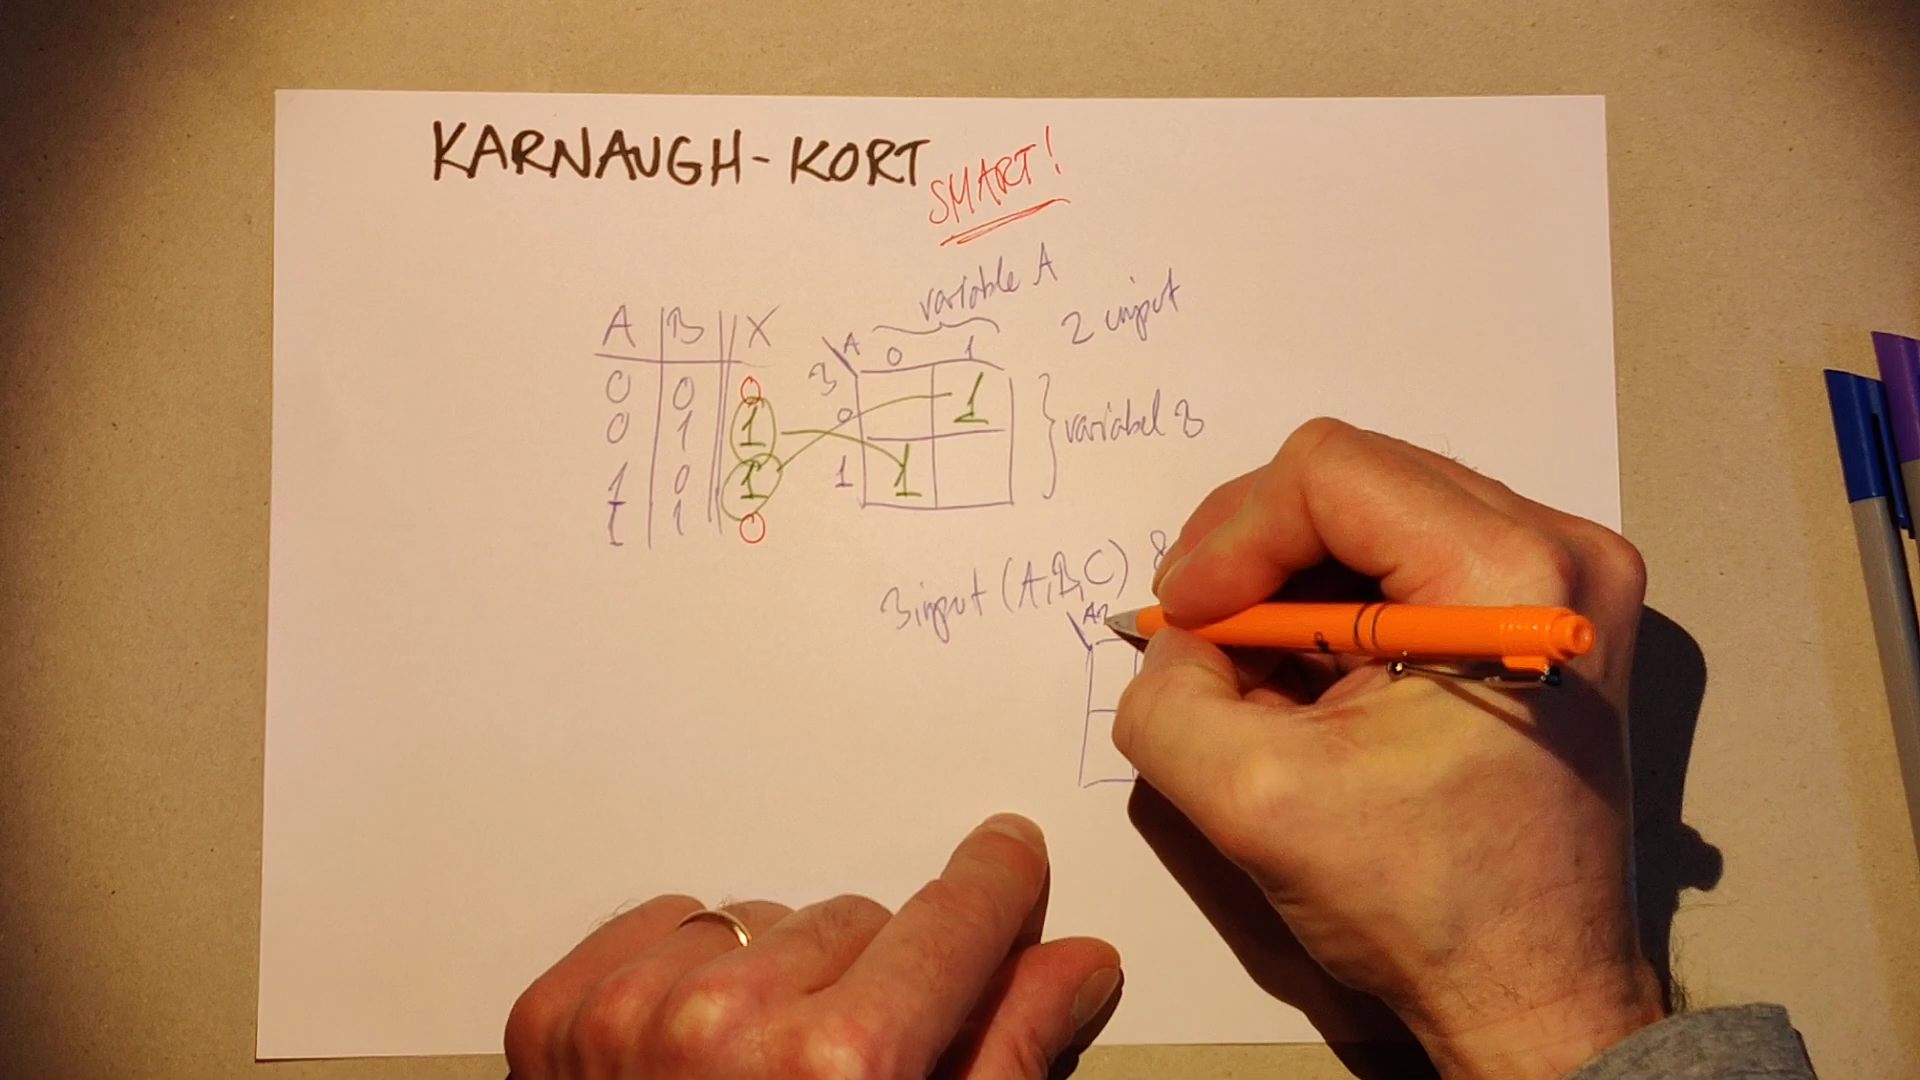 KARNAUGH-KORT
SMART!
variable A
2 input
A B X
0 0 0
0 1 1
1 0 1
1 1 0
A 0 1
B
0 1
1 1
variabel B
3 input (A,B,C) 8
AB